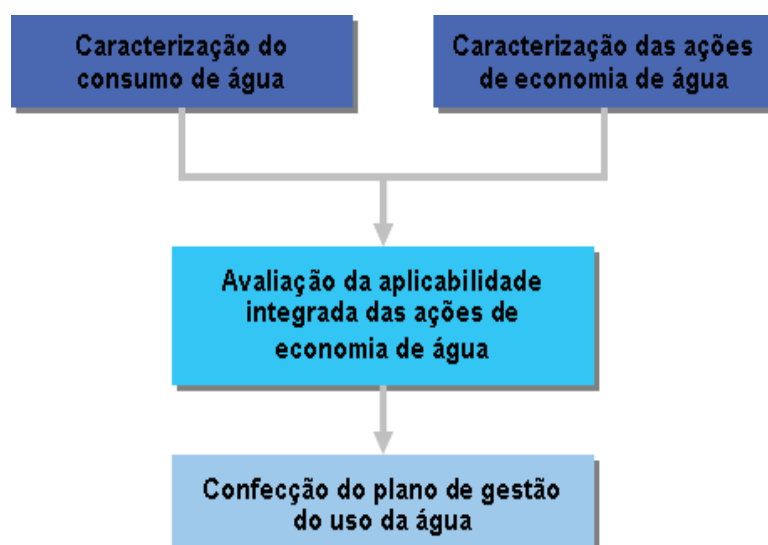 Caracterização do
consumo de água
Caracterização das ações
de economia de água
Avaliação da aplicabilidade
integrada das ações de
economia de água
Confecção do plano de gestão
do uso da água